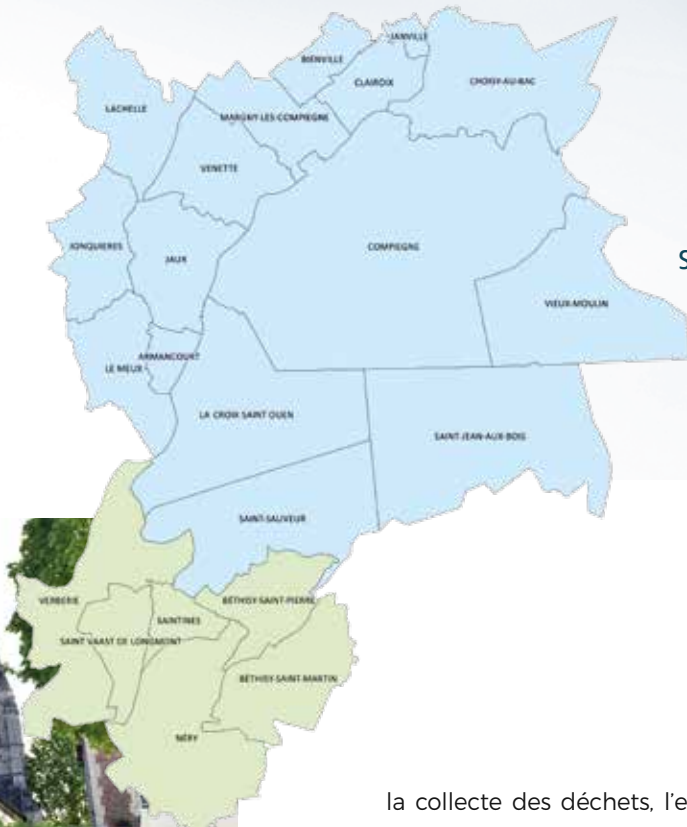 JANVILLE
BIENVILLE
CLAIROIX
CHOISY-AU-BAC
LACHELLE
MARGNY-LES-COMPIEGNE
VENETTE
JONQUIERES
JAUX
COMPIEGNE
S
VIEUX-MOULIN
ARMANCOURT
LE MEUX
LA CROIX SAINT OUEN
SAINT-JEAN-AUX-BOIS
SAINT-SAUVEUR
VERBERIE
BÉTHISY-SAINT-PIERRE
SAINTINES
SAINT VAAST DE LONGMONT
BÉTHISY-SAINT-MARTIN
NÉRY
la collecte des déchets, l'e